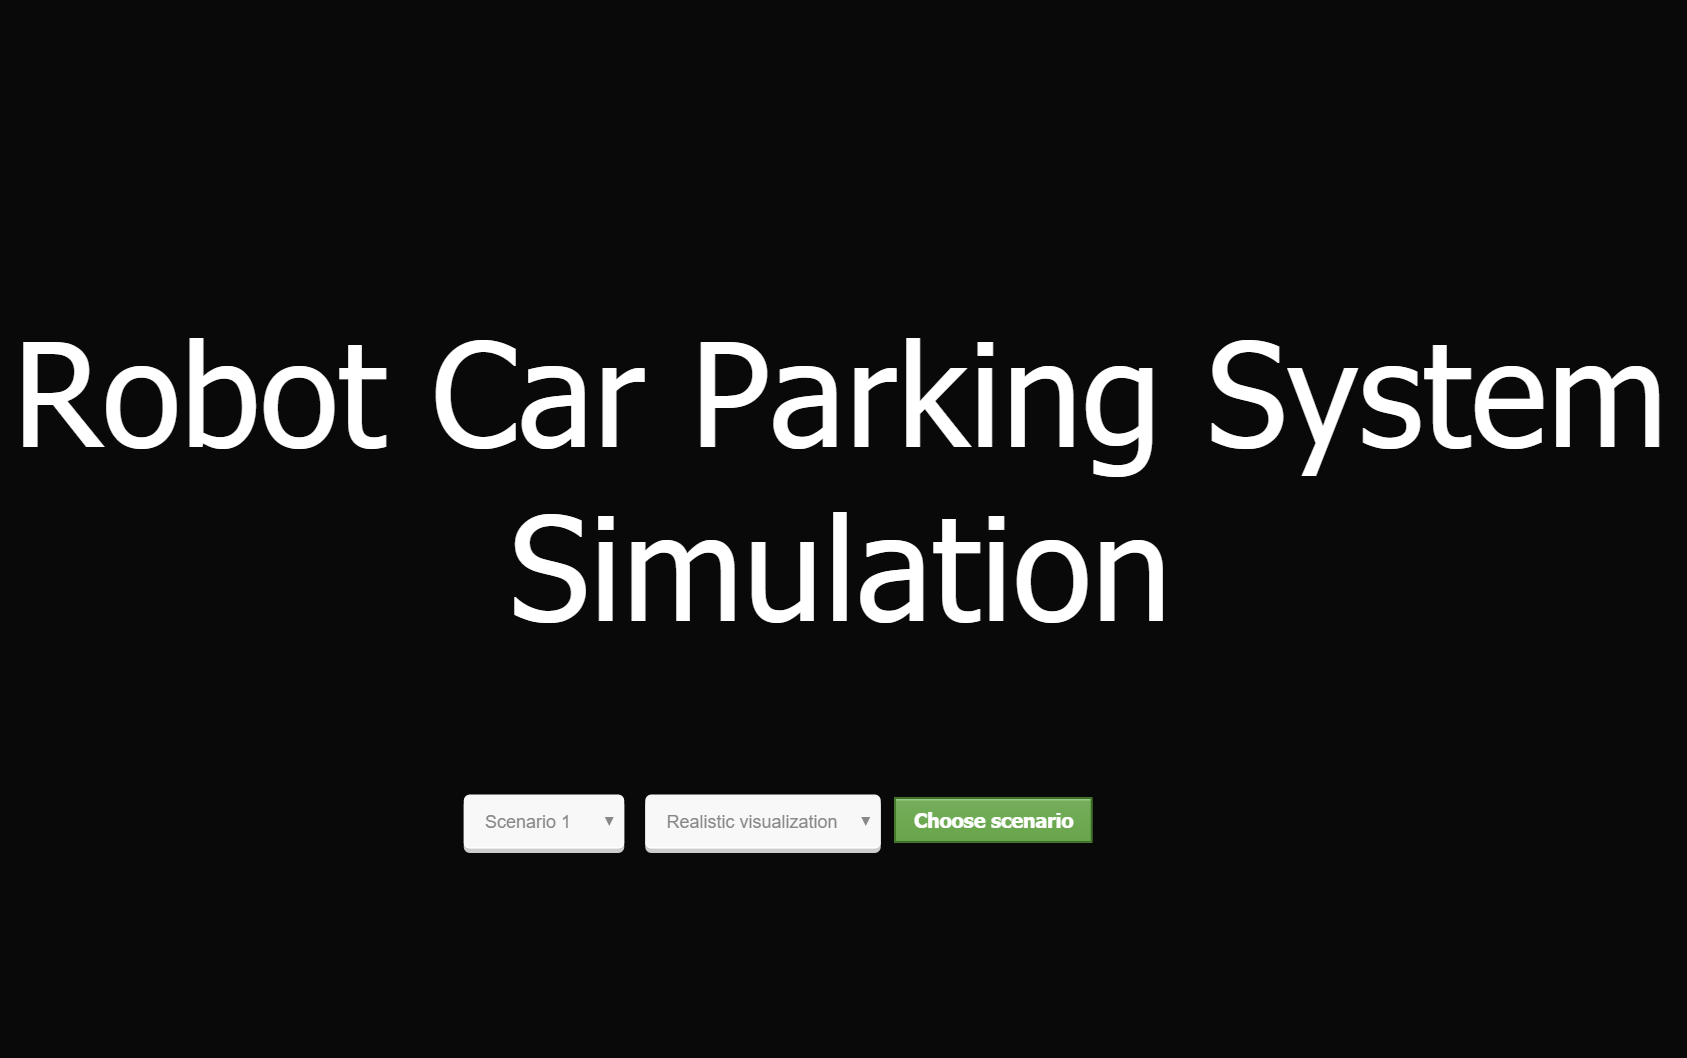 Robot Car Parking System
Simulation
Scenario 1
Realistic visualization
Choose scenario